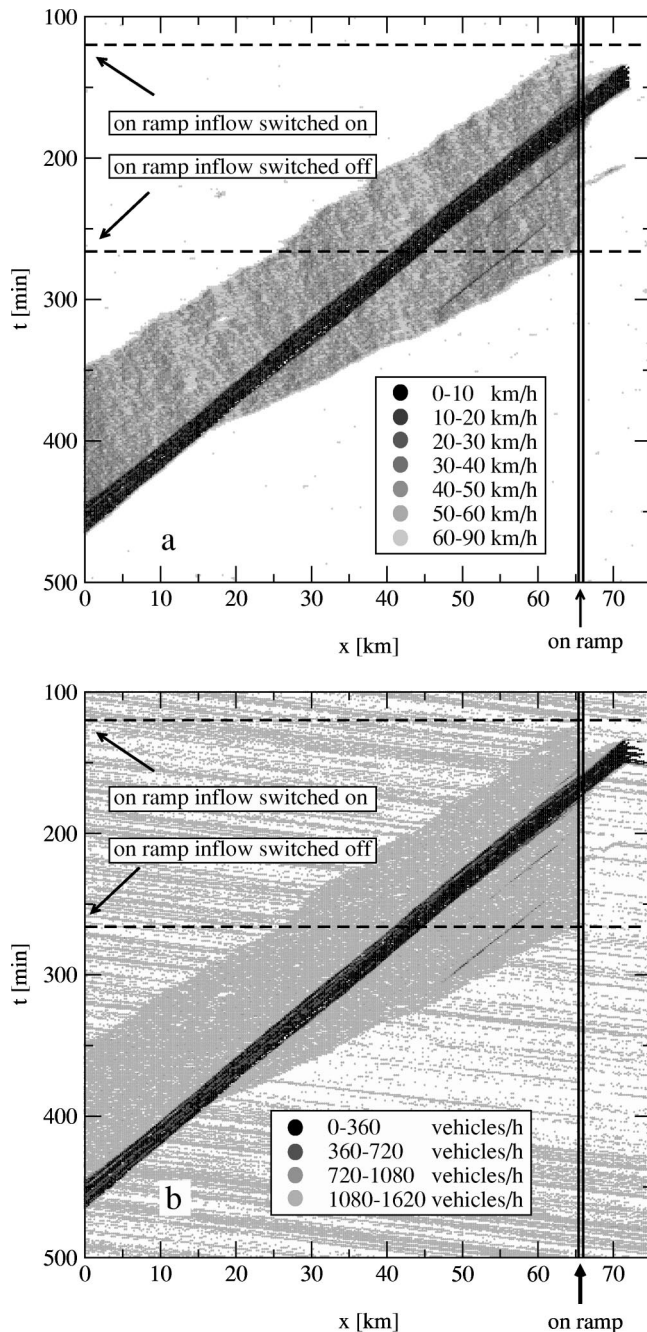 100
on ramp inflow switched on
200
on ramp inflow switched off
t [min]
300
0-10 km/h
10-20 km/h
20-30 km/h
30-40 km/h
40-50 km/h
50-60 km/h
60-90 km/h
400
a
500
0 10 20 30 40 50 60 70
x [km]
on ramp
100
on ramp inflow switched on
200
on ramp inflow switched off
t [min]
300
400
0-360 vehicles/h
360-720 vehicles/h
720-1080 vehicles/h
1080-1620 vehicles/h
b
500
0 10 20 30 40 50 60 70
x [km]
on ramp